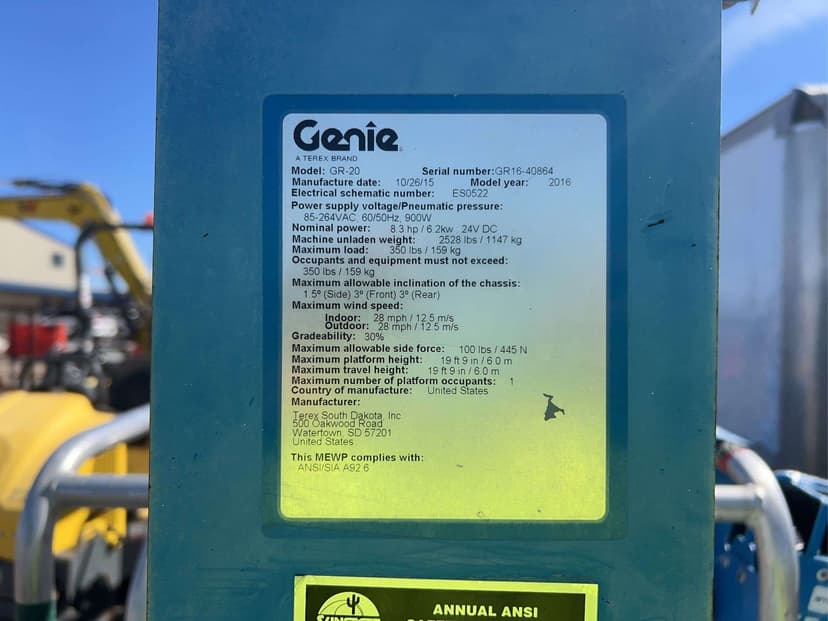 Genie
A TEREX BRAND
Model: GR-20 Serial number:GR16-40864
Manufacture date: 10/26/15 Model year: 2016
Electrical schematic number: ES0522
Power supply voltage/Pneumatic pressure:
85-264VAC, 60/50Hz, 900W
Nominal power: 8.3 hp / 6.2kw 24V DC
Machine unladen weight: 2528 lbs / 1147 kg
Maximum load: 350 lbs / 159 kg
Occupants and equipment must not exceed:
350 lbs / 159 kg
Maximum allowable inclination of the chassis:
1.5º (Side) 3º (Front) 3º (Rear)
Maximum wind speed:
Indoor: 28 mph / 12.5 m/s
Outdoor: 28 mph / 12.5 m/s
Gradeability: 30%
Maximum allowable side force: 100 lbs / 445 N
Maximum platform height: 19 ft 9 in / 6.0 m
Maximum travel height: 19 ft 9 in / 6.0 m
Maximum number of platform occupants: 1
Country of manufacture: United States
Manufacturer:
Terex South Dakota, Inc
500 Oakwood Road
Watertown, SD 57201
United States
This MEWP complies with:
ANSI/SIA A92.6
ANNUAL ANSI